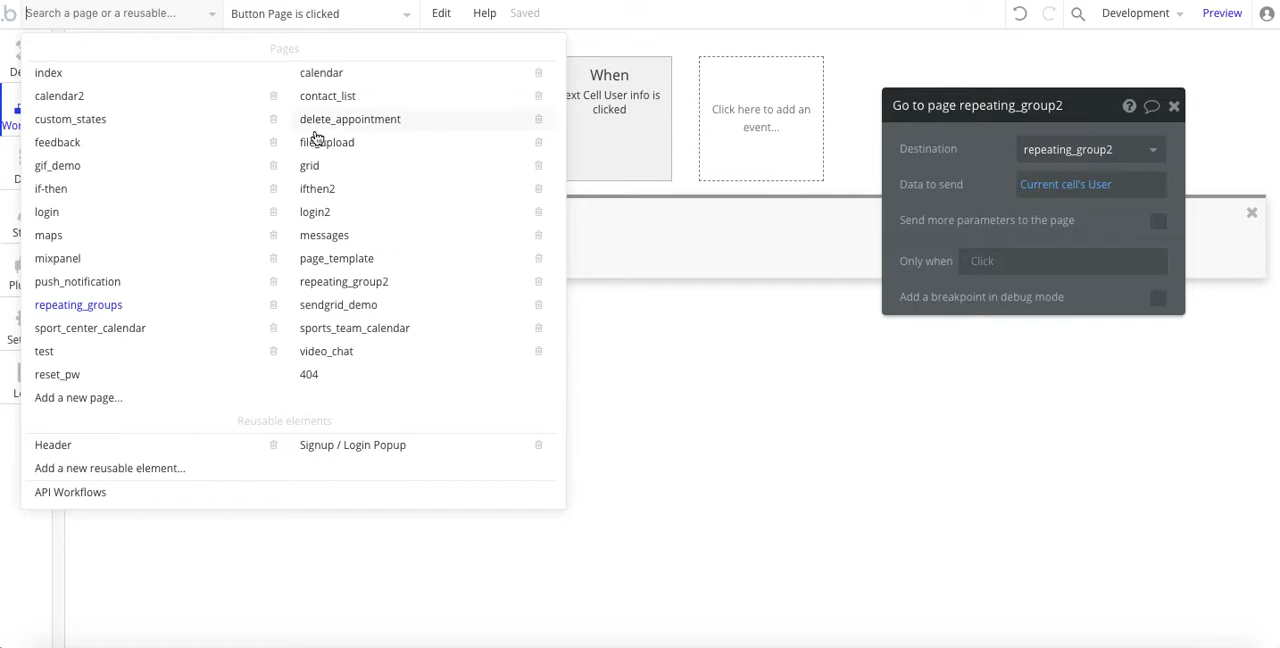 .b Search a page or a reusable... Button Page is clicked Edit Help Saved Development Preview
Pages
index calendar
calendar2 contact_list
custom_states delete_appointment
feedback
gif_demo grid
if-then ifthen2
login login2
maps messages
mixpanel page_template
push_notification repeating_group2
repeating_groups sendgrid_demo
sport_center_calendar sports_team_calendar
test video_chat
reset_pw 404
Add a new page...
Reusable elements
Header Signup / Login Popup
Add a new reusable element...
API Workflows
When
ext Cell User info is
clicked
Click here to add an
event...
Go to page repeating_group2
Destination repeating_group2
Data to send Current cell's User
Send more parameters to the page
Only when Click
Add a breakpoint in debug mode